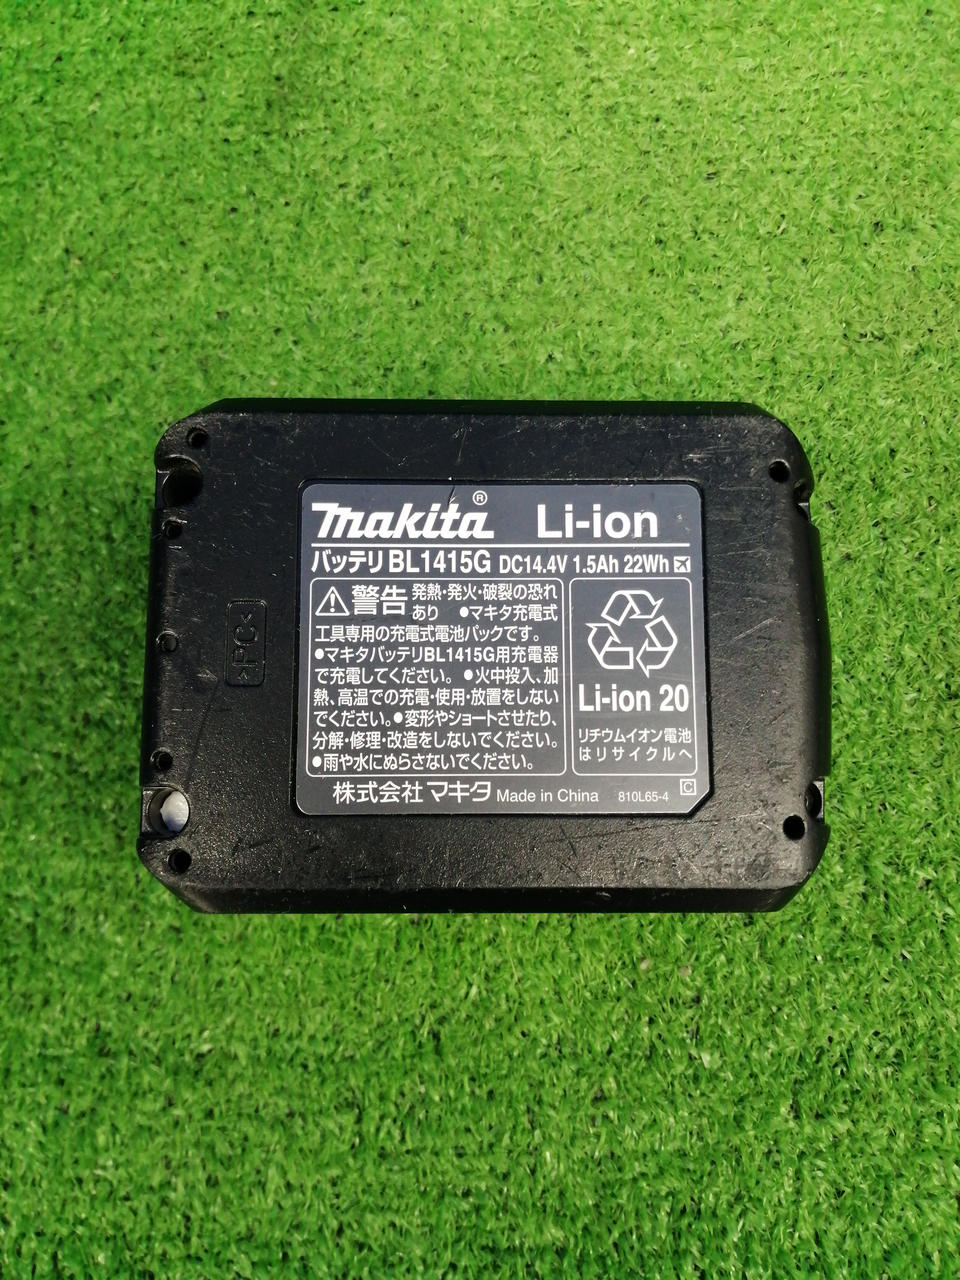 makita® Li-ion
バッテリ BL1415G DC14.4V 1.5Ah 22Wh
警告 発熱・発火・破裂の恐れ
あり ●マキタ充電式
工具専用の充電式電池パックです。
●マキタバッテリBL1415G用充電器
で充電してください。●火中投入、加
熱、高温での充電・使用・放置をしない
でください。●変形やショートさせたり、
分解・修理・改造をしないでください。
●雨や水にぬらさないでください。
Li-ion 20
リチウムイオン電池
はリサイクルへ
株式会社マキタ Made in China 810L65-4 C
>PC<